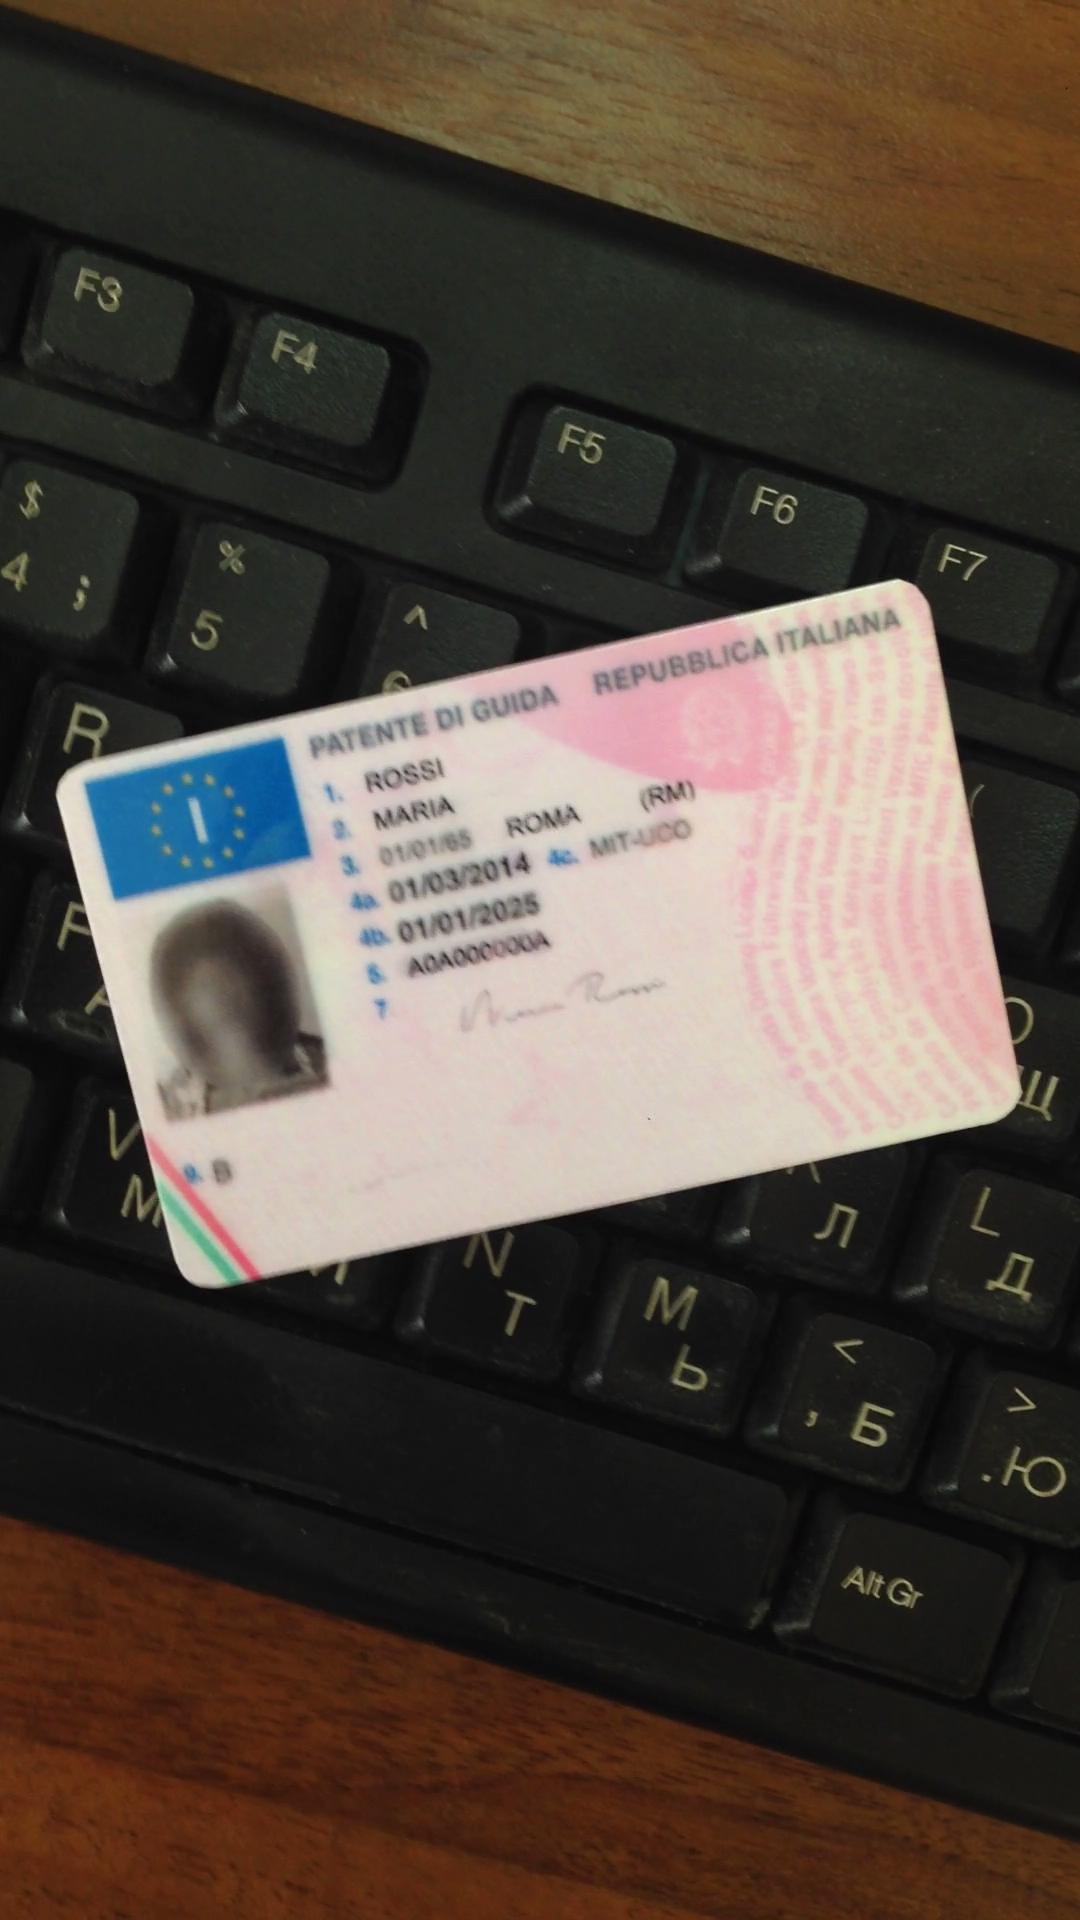 F3
F4
F5
F6
F7
$
4 ;
%
5
^
6
R
PATENTE DI GUIDA REPUBBLICA ITALIANA
I
1. ROSSI
2. MARIA
3. 01/01/65 ROMA (RM)
4a. 01/03/2014 4c. MIT-UCO
4b. 01/01/2025
5. A0A000000A
7
Maria Rossi
9. B
F
А
O
Щ
V
М
Л
L
Д
N
Т
M
Ь
<
, Б
>
. Ю
Alt Gr